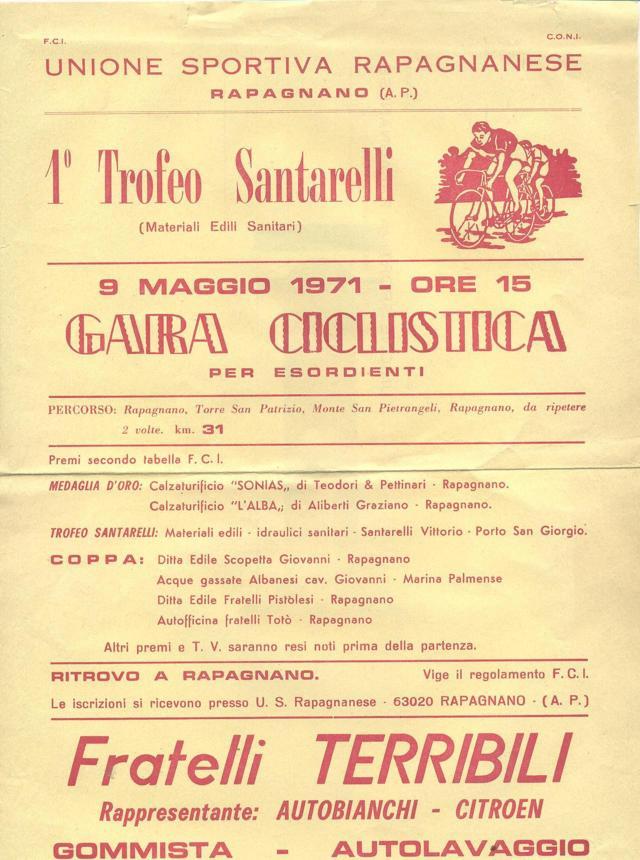 F.C.I. C.O.N.I.
UNIONE SPORTIVA RAPAGNANESE
RAPAGNANO (A.P.)
1° Trofeo Santarelli
(Materiali Edili Sanitari)
9 MAGGIO 1971 - ORE 15
GARA CICLISTICA
PER ESORDIENTI
PERCORSO: Rapagnano, Torre San Patrizio, Monte San Pietrangeli, Rapagnano, da ripetere
2 volte. km. 31
Premi secondo tabella F.C.I.
MEDAGLIA D'ORO: Calzaturificio "SONIAS„ di Teodori & Pettinari - Rapagnano.
Calzaturificio "L'ALBA„ di Aliberti Graziano - Rapagnano.
TROFEO SANTARELLI: Materiali edili - idraulici sanitari - Santarelli Vittorio - Porto San Giorgio.
COPPA: Ditta Edile Scopetta Giovanni - Rapagnano
Acque gassate Albanesi cav. Giovanni - Marina Palmense
Ditta Edile Fratelli Pistolesi - Rapagnano
Autofficina fratelli Totò - Rapagnano
Altri premi e T. V. saranno resi noti prima della partenza.
RITROVO A RAPAGNANO. Vige il regolamento F.C.I.
Le iscrizioni si ricevono presso U. S. Rapagnanese - 63020 RAPAGNANO - (A.P.)
Fratelli TERRIBILI
Rappresentante: AUTOBIANCHI - CITROEN
GOMMISTA - AUTOLAVAGGIO